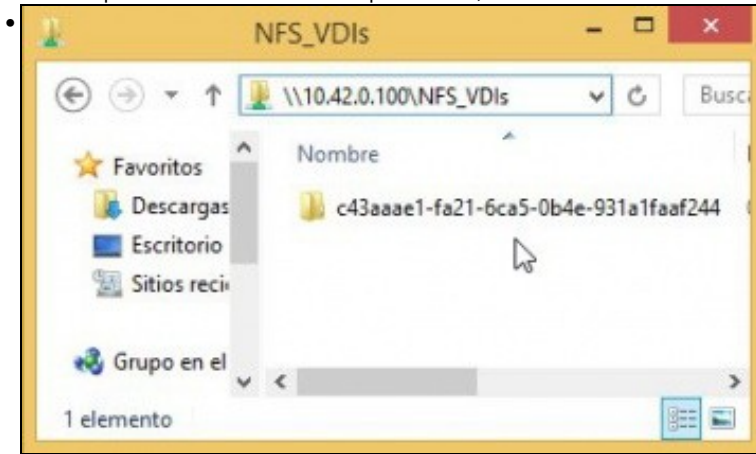 NFS_VDIs
\\10.42.0.100\NFS_VDIs
Busc
Favoritos
Nombre
Descargas
c43aaae1-fa21-6ca5-0b4e-931a1faaf244
Escritorio
Sitios reci
Grupo en el
1 elemento